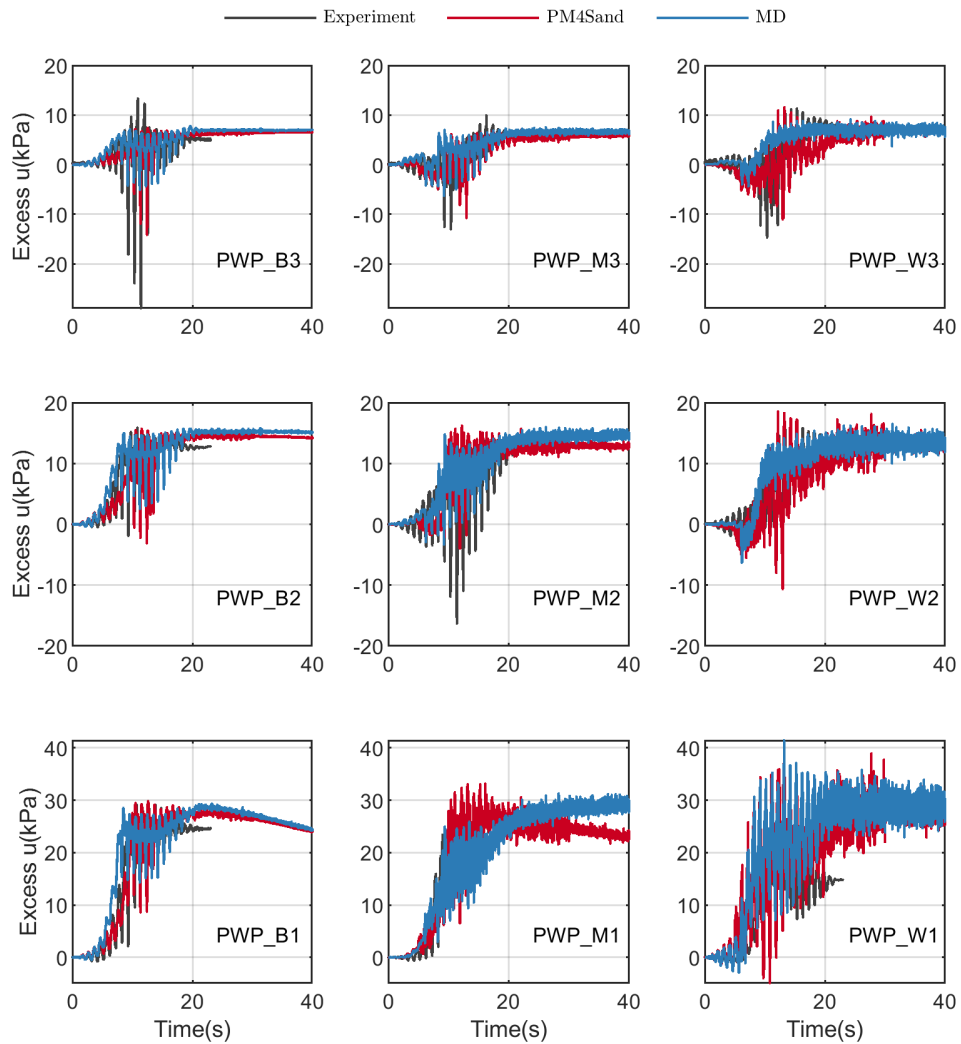 Experiment PM4Sand MD
20 20 20
10 10 10
0 0 0
-10 -10 -10
-20 -20 -20
Excess u(kPa)
PWP_B3 PWP_M3 PWP_W3
0 20 40 0 20 40 0 20 40
20 20 20
10 10 10
0 0 0
-10 -10 -10
-20 -20 -20
Excess u(kPa)
PWP_B2 PWP_M2 PWP_W2
0 20 40 0 20 40 0 20 40
40 40 40
30 30 30
20 20 20
10 10 10
0 0 0
Excess u(kPa)
PWP_B1 PWP_M1 PWP_W1
0 20 40 0 20 40 0 20 40
Time(s) Time(s) Time(s)